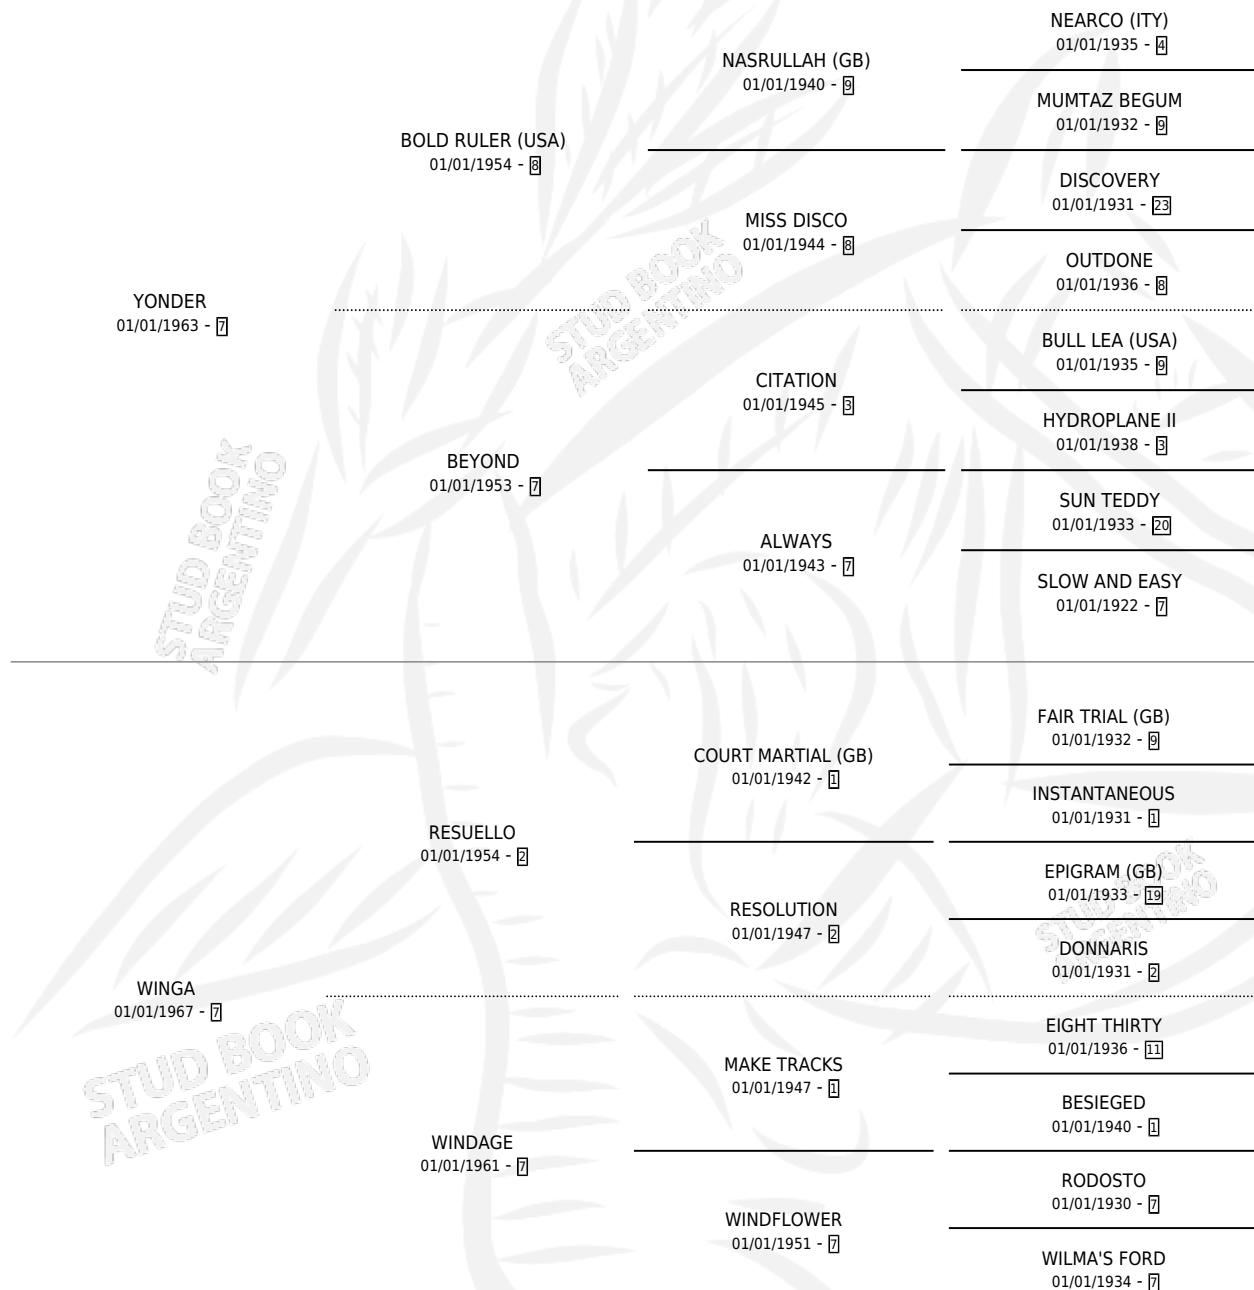 NEARCO (ITY)
01/01/1935 - 4
NASRULLAH (GB)
01/01/1940 - 9
MUMTAZ BEGUM
01/01/1932 - 9
BOLD RULER (USA)
01/01/1954 - 8
DISCOVERY
01/01/1931 - 23
MISS DISCO
01/01/1944 - 8
OUTDONE
01/01/1936 - 8
YONDER
01/01/1963 - 7
BULL LEA (USA)
01/01/1935 - 9
CITATION
01/01/1945 - 3
HYDROPLANE II
01/01/1938 - 3
BEYOND
01/01/1953 - 7
SUN TEDDY
01/01/1933 - 20
ALWAYS
01/01/1943 - 7
SLOW AND EASY
01/01/1922 - 7
FAIR TRIAL (GB)
01/01/1932 - 9
COURT MARTIAL (GB)
01/01/1942 - 1
INSTANTANEOUS
01/01/1931 - 1
RESUELLO
01/01/1954 - 2
EPIGRAM (GB)
01/01/1933 - 19
RESOLUTION
01/01/1947 - 2
DONNARIS
01/01/1931 - 2
WINGA
01/01/1967 - 7
EIGHT THIRTY
01/01/1936 - 11
MAKE TRACKS
01/01/1947 - 1
BESIEGED
01/01/1940 - 1
WINDAGE
01/01/1961 - 7
RODOSTO
01/01/1930 - 7
WINDFLOWER
01/01/1951 - 7
WILMA'S FORD
01/01/1934 - 7
STUD BOOK
ARGENTINO
STUD BOOK
ARGENTINO
STUD BOOK
ARGENTINO
STUD BOOK
ARGENTINO